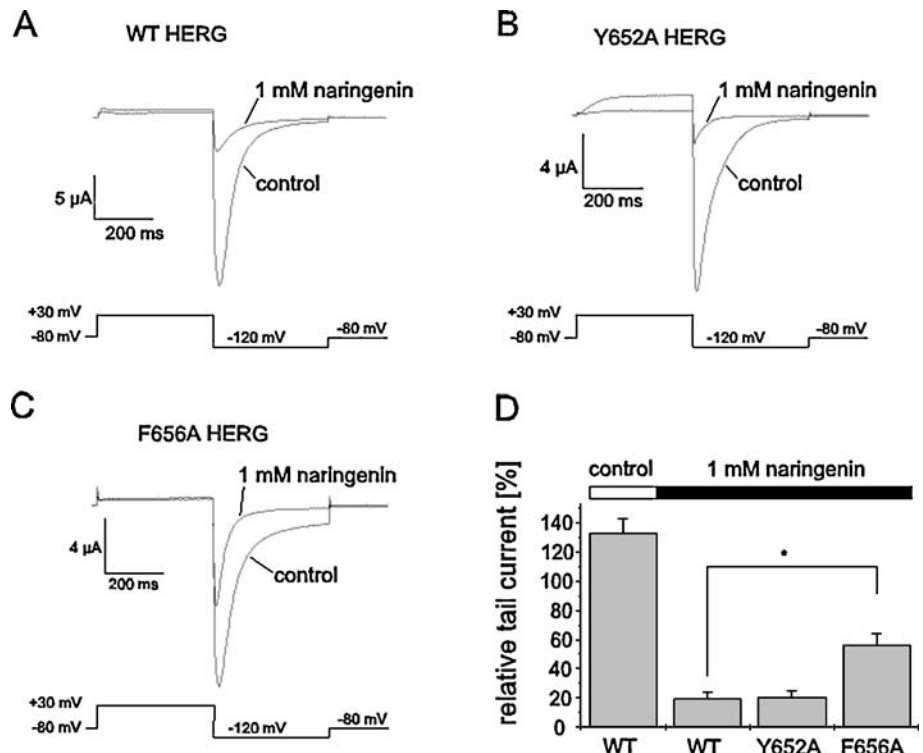 A
WT HERG
1 mM naringenin
control
5 µA
200 ms
+30 mV
-80 mV
-120 mV
-80 mV
B
Y652A HERG
1 mM naringenin
control
4 µA
200 ms
+30 mV
-80 mV
-120 mV
-80 mV
C
F656A HERG
1 mM naringenin
control
4 µA
200 ms
+30 mV
-80 mV
-120 mV
-80 mV
D
control 1 mM naringenin
relative tail current [%]
140
120
100
80
60
40
20
0
*
WT WT Y652A F656A